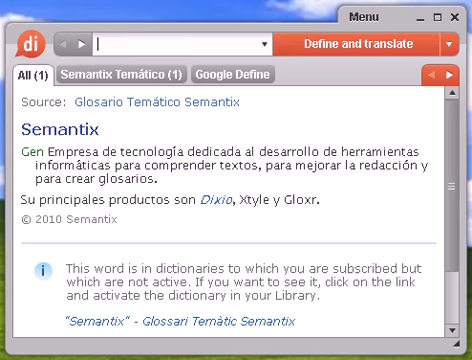 Menu
di
Define and translate
All (1)
Semantix Temático (1)
Google Define
Source: Glosario Temático Semantix
Semantix
Gen Empresa de tecnología dedicada al desarrollo de herramientas
informáticas para comprender textos, para mejorar la redacción y
para crear glosarios.
Su principales productos son Dixio, Xtyle y Gloxr.
© 2010 Semantix
i
This word is in dictionaries to which you are subscribed but
which are not active. If you want to see it, click on the link
and activate the dictionary in your Library.
"Semantix" - Glossari Temàtic Semantix